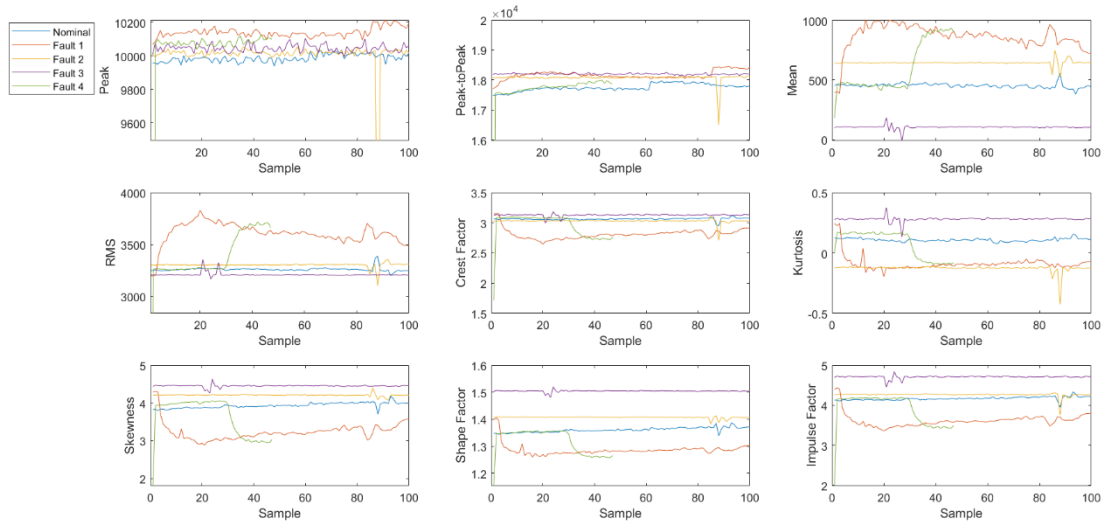 Nominal
Fault 1
Fault 2
Fault 3
Fault 4
Peak
10200
10000
9800
9600
20 40 60 80 100
Sample
×10⁴
Peak-toPeak
2
1.9
1.8
1.7
1.6
0 20 40 60 80 100
Sample
Mean
1000
500
0
0 20 40 60 80 100
Sample
RMS
4000
3500
3000
0 20 40 60 80 100
Sample
Crest Factor
3.5
3
2.5
2
1.5
0 20 40 60 80 100
Sample
Kurtosis
0.5
0
-0.5
0 20 40 60 80 100
Sample
Skewness
5
4
3
2
0 20 40 60 80 100
Sample
Shape Factor
1.6
1.5
1.4
1.3
1.2
0 20 40 60 80 100
Sample
Impulse Factor
5
4
3
2
0 20 40 60 80 100
Sample